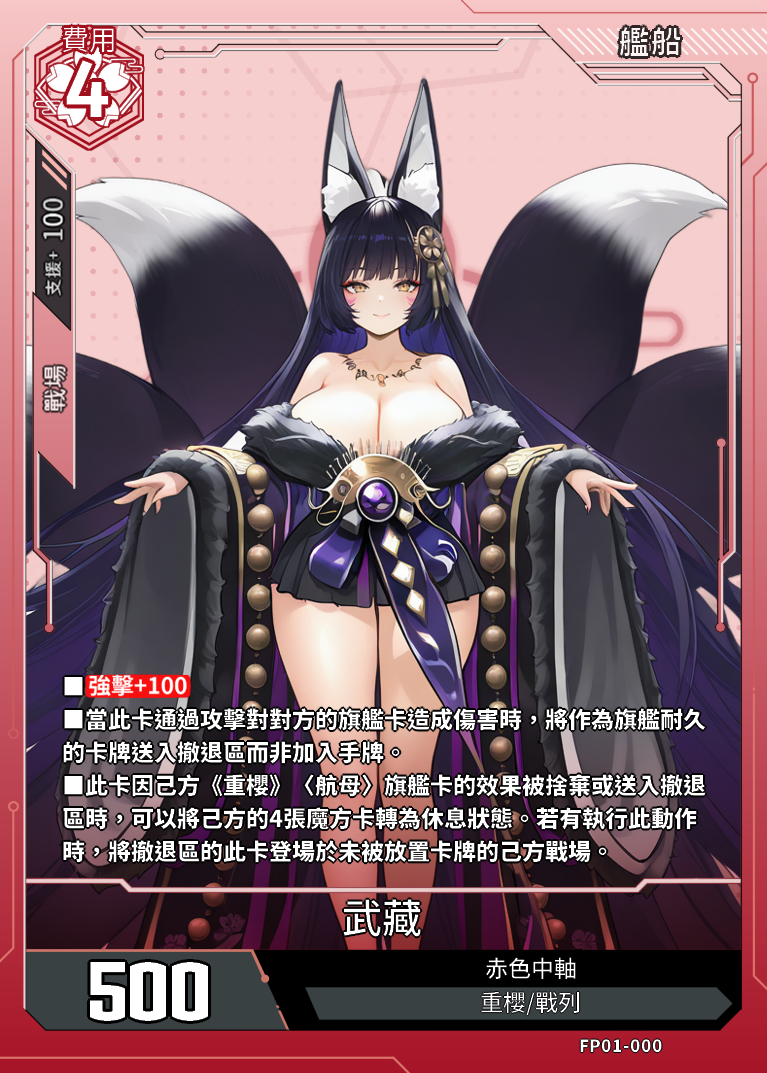 費用
4
艦船
支援+ 100
戰場
■強擊+100
■當此卡通過攻擊對對方的旗艦卡造成傷害時，將作為旗艦耐久
的卡牌送入撤退區而非加入手牌。
■此卡因己方《重櫻》〈航母〉旗艦卡的效果被捨棄或送入撤退
區時，可以將己方的4張魔方卡轉為休息狀態。若有執行此動作
時，將撤退區的此卡登場於未被放置卡牌的己方戰場。
武藏
500
赤色中軸
重櫻/戰列
FP01-000